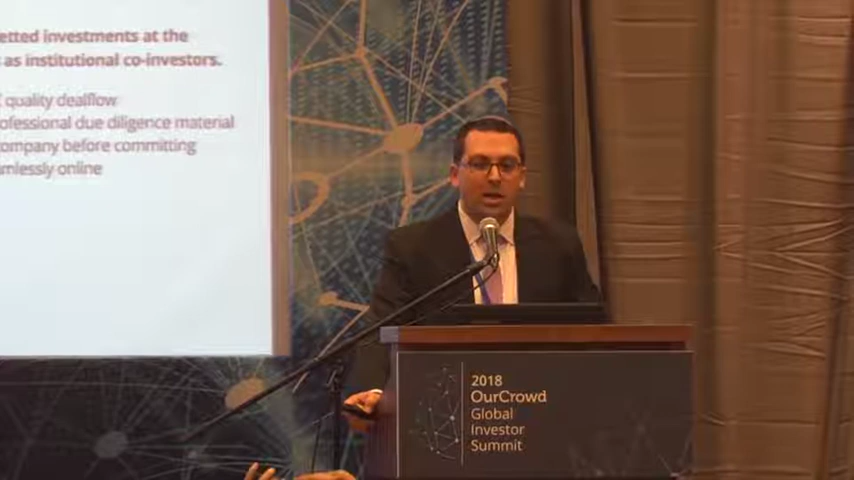 etted investments at the
as institutional co-investors.
quality dealflow
ofessional due diligence material
ompany before committing
mlessly online
2018
OurCrowd
Global
Investor
Summit